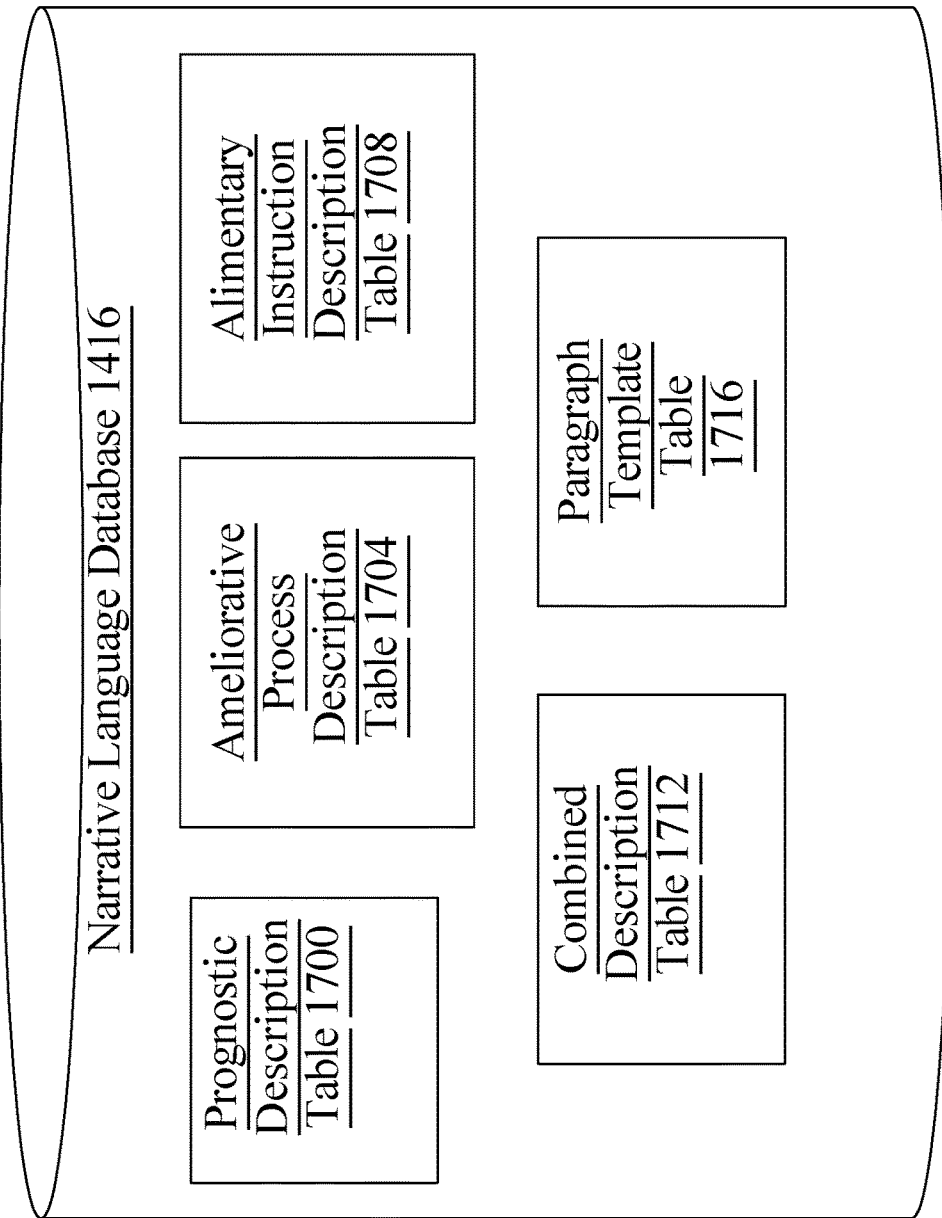 Narrative Language Database 1416
Prognostic
Description
Table 1700
Ameliorative
Process
Description
Table 1704
Alimentary
Instruction
Description
Table 1708
Combined
Description
Table 1712
Paragraph
Template
Table
1716